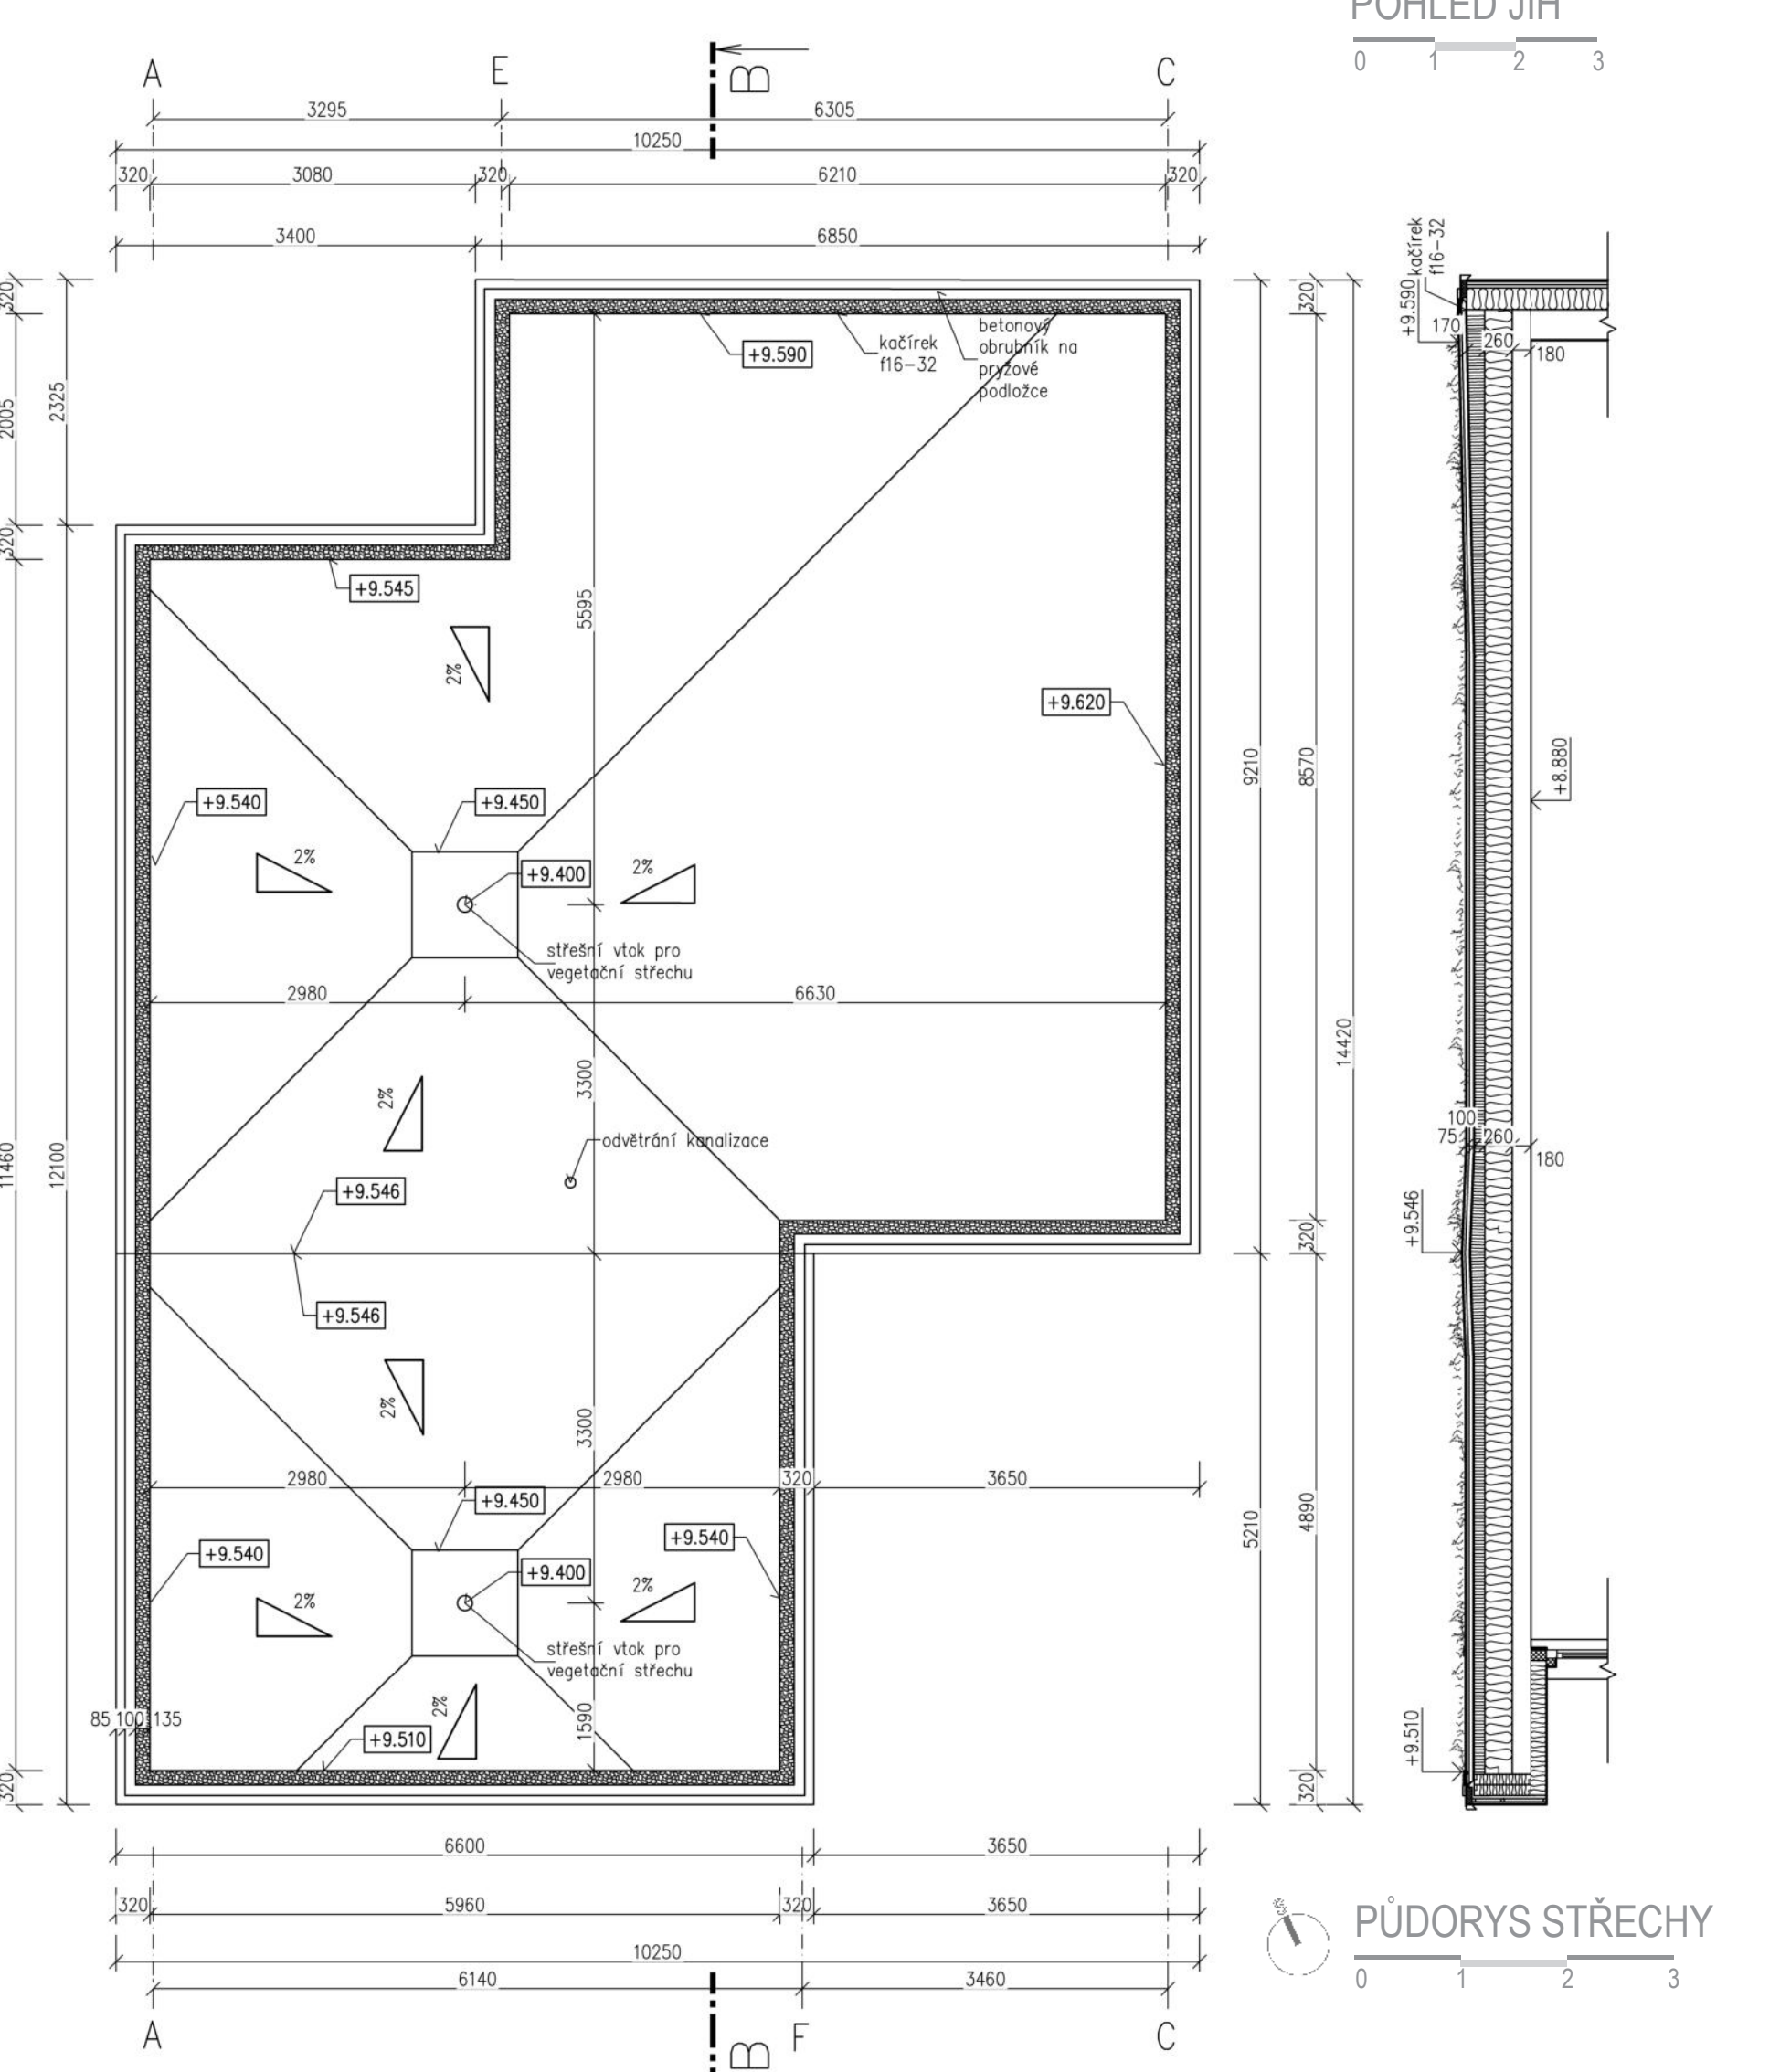 POHLED JIH
0 1 2 3
A E B C
3295 6305
10250
320 3080 320 6210 320
3400 6850
320
2005
320
11460
320
2325
12100
betonový
obrubník na
pryžové
podložce
kačírek
f16-32
+9.590
+9.545
2%
5595
+9.620
+9.540
2%
+9.450
+9.400
2%
střešní vtok pro
vegetační střechu
2980 6630
3300
2%
odvětrání kanalizace
+9.546
+9.546
2%
3300
2980 2980 320 3650
+9.450
+9.540
+9.540
+9.400
2%
2%
střešní vtok pro
vegetační střechu
2%
1590
85 100 135
+9.510
9210
5210
320
8570
320
4890
320
14420
6600 3650
320 5960 320 3650
10250
6140 3460
A B F C
+9.590
kačírek
f16-32
170
260
180
+8.880
100
75 260
180
+9.546
+9.510
PŮDORYS STŘECHY
0 1 2 3